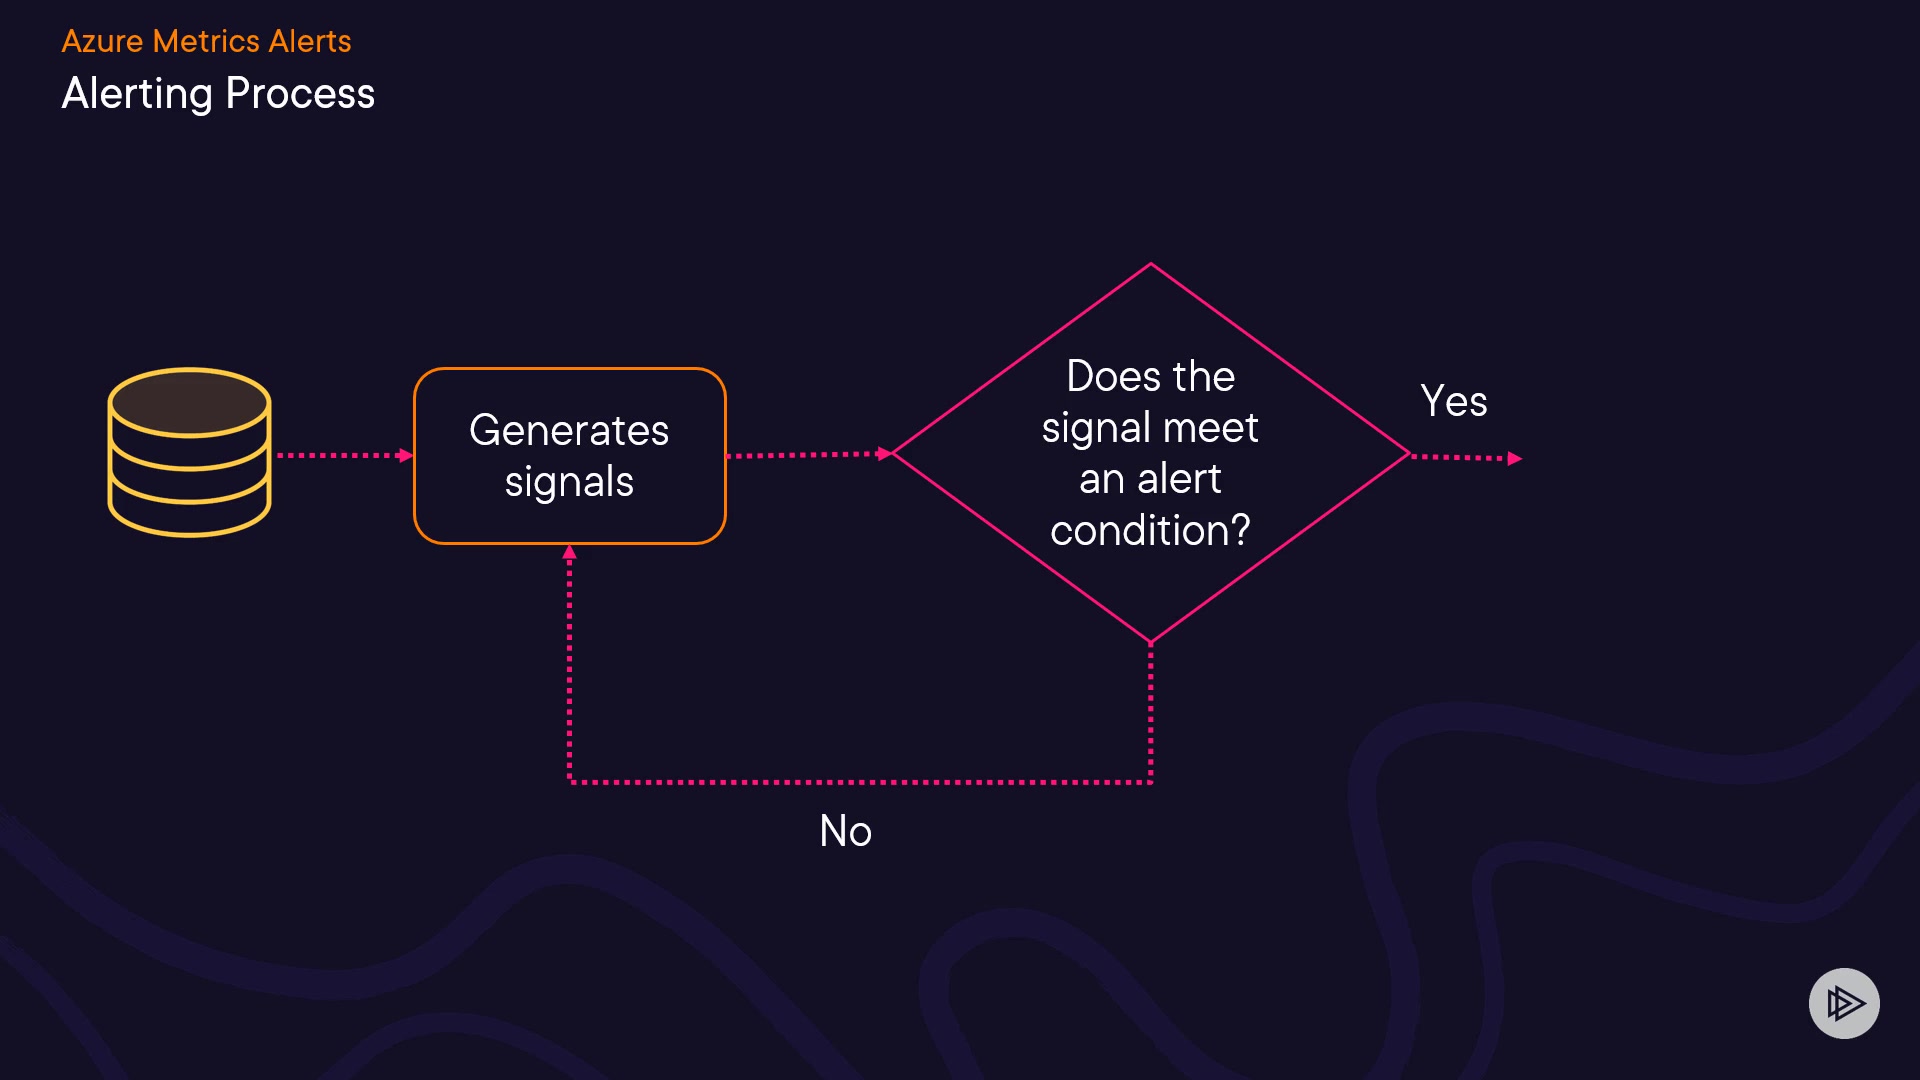 Azure Metrics Alerts
Alerting Process
Generates
signals
Does the
signal meet
an alert
condition?
Yes
No